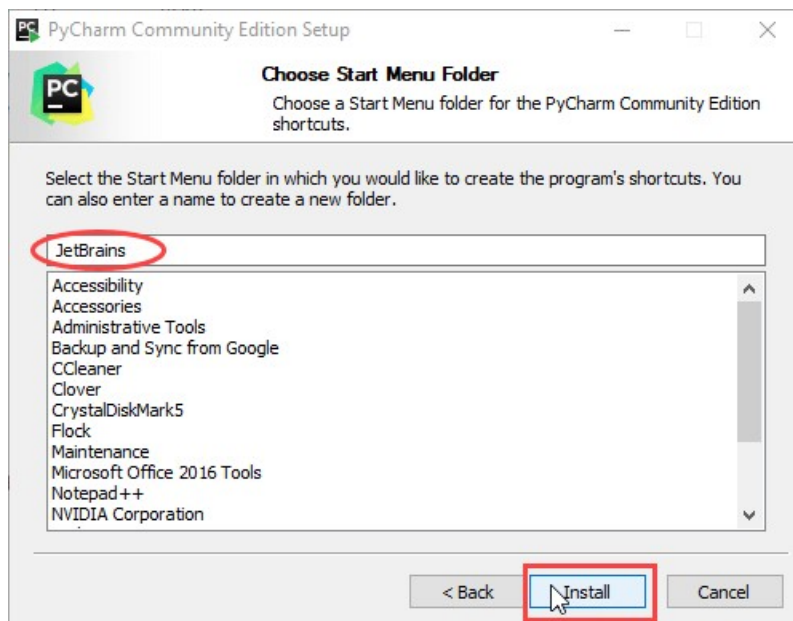 PC PyCharm Community Edition Setup
PC
Choose Start Menu Folder
Choose a Start Menu folder for the PyCharm Community Edition
shortcuts.
Select the Start Menu folder in which you would like to create the program's shortcuts. You
can also enter a name to create a new folder.
JetBrains
Accessibility
Accessories
Administrative Tools
Backup and Sync from Google
CCleaner
Clover
CrystalDiskMark5
Flock
Maintenance
Microsoft Office 2016 Tools
Notepad++
NVIDIA Corporation
< Back Install Cancel